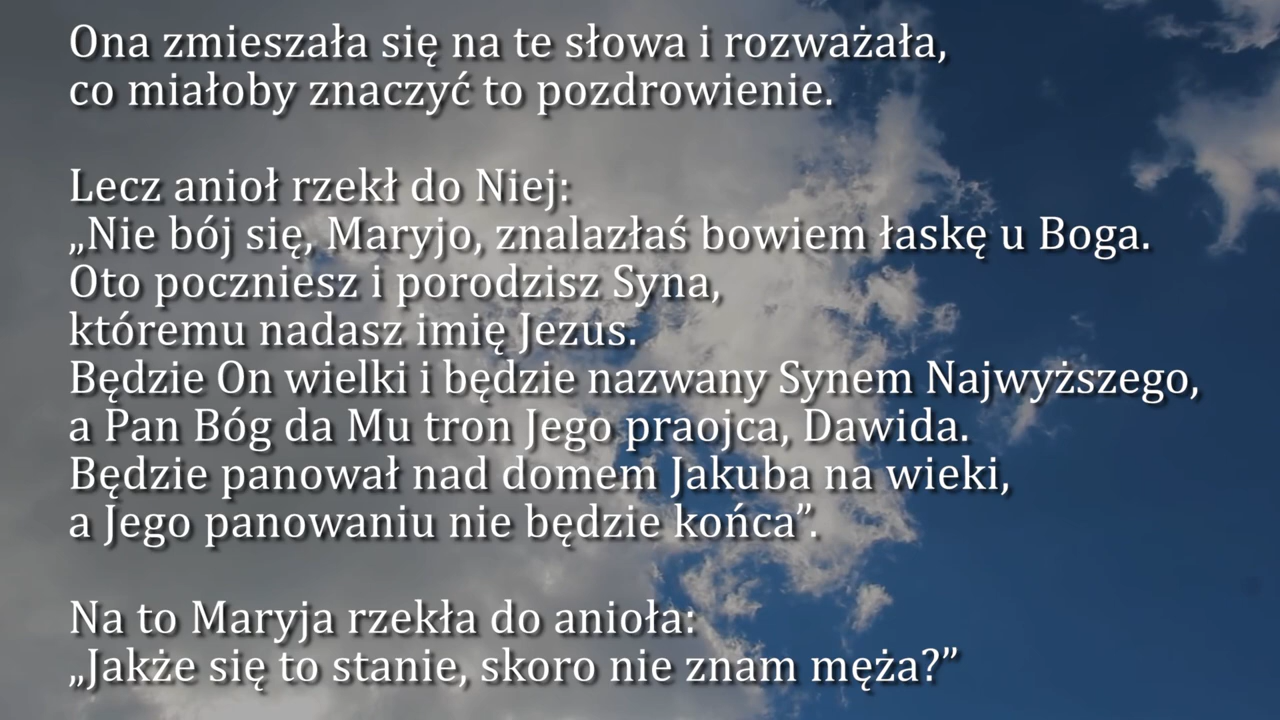 Ona zmieszała się na te słowa i rozważała,
co miałoby znaczyć to pozdrowienie.
Lecz anioł rzekł do Niej:
„Nie bój się, Maryjo, znalazłaś bowiem łaskę u Boga.
Oto poczniesz i porodzisz Syna,
któremu nadasz imię Jezus.
Będzie On wielki i będzie nazwany Synem Najwyższego,
a Pan Bóg da Mu tron Jego praojca, Dawida.
Będzie panował nad domem Jakuba na wieki,
a Jego panowaniu nie będzie końca”.
Na to Maryja rzekła do anioła:
„Jakże się to stanie, skoro nie znam męża?”